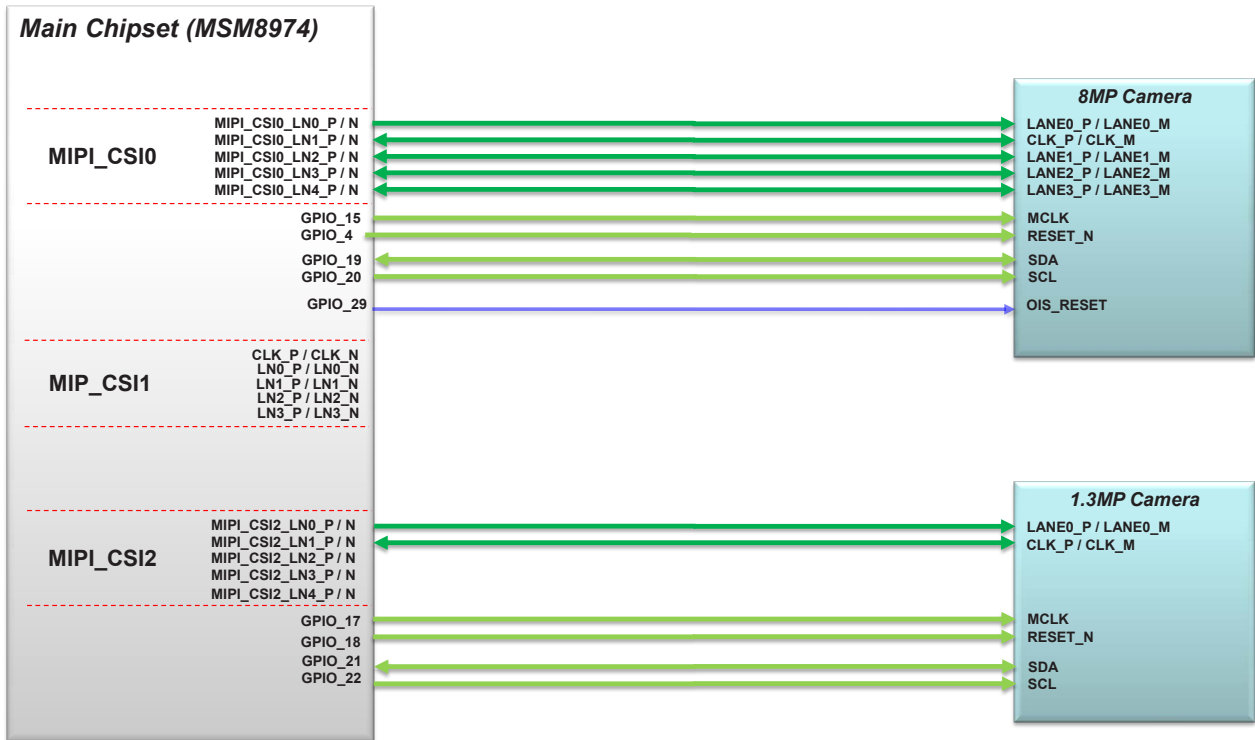 Main Chipset (MSM8974)
MIPI_CSI0
MIPI_CSI0_LN0_P / N
MIPI_CSI0_LN1_P / N
MIPI_CSI0_LN2_P / N
MIPI_CSI0_LN3_P / N
MIPI_CSI0_LN4_P / N
GPIO_15
GPIO_4
GPIO_19
GPIO_20
GPIO_29
MIP_CSI1
CLK_P / CLK_N
LN0_P / LN0_N
LN1_P / LN1_N
LN2_P / LN2_N
LN3_P / LN3_N
MIPI_CSI2
MIPI_CSI2_LN0_P / N
MIPI_CSI2_LN1_P / N
MIPI_CSI2_LN2_P / N
MIPI_CSI2_LN3_P / N
MIPI_CSI2_LN4_P / N
GPIO_17
GPIO_18
GPIO_21
GPIO_22
8MP Camera
LANE0_P / LANE0_M
CLK_P / CLK_M
LANE1_P / LANE1_M
LANE2_P / LANE2_M
LANE3_P / LANE3_M
MCLK
RESET_N
SDA
SCL
OIS_RESET
1.3MP Camera
LANE0_P / LANE0_M
CLK_P / CLK_M
MCLK
RESET_N
SDA
SCL